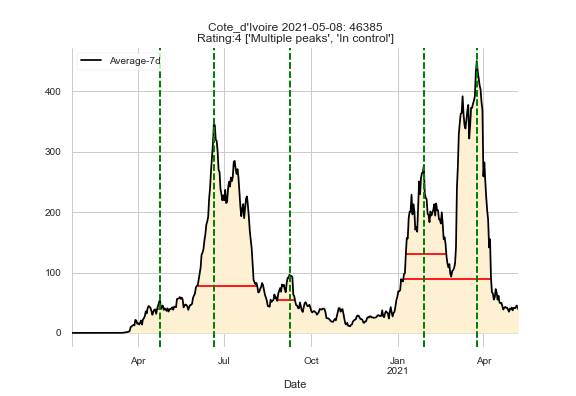 Cote_d'Ivoire 2021-05-08: 46385
Rating:4 ['Multiple peaks', 'In control']
Average-7d
400
300
200
100
0
Apr
Jul
Oct
Jan
2021
Apr
Date